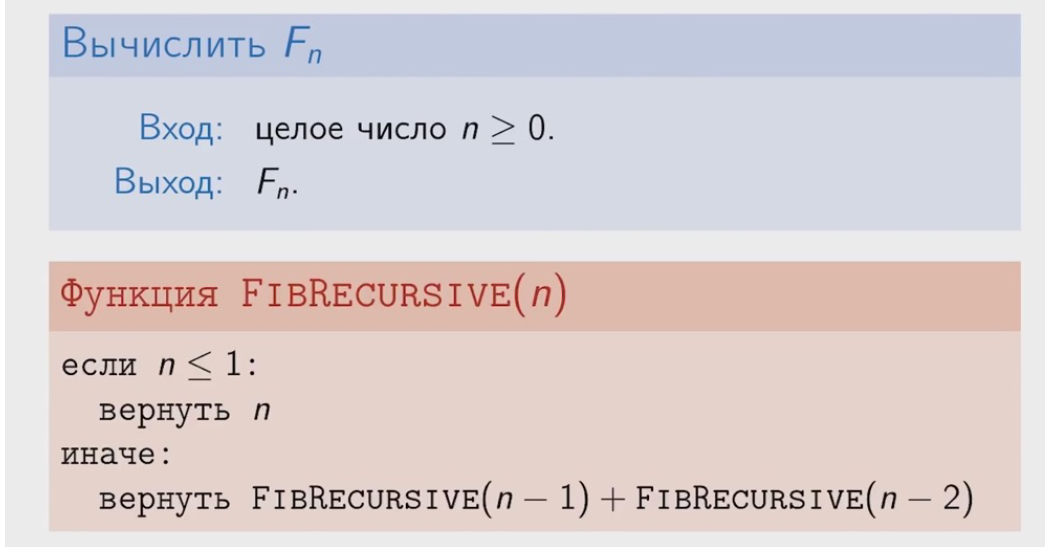 Вычислить Fn
Вход: целое число n ≥ 0.
Выход: Fn.
Функция FIBRECURSIVE(n)
если n ≤ 1:
вернуть n
иначе:
вернуть FIBRECURSIVE(n − 1) + FIBRECURSIVE(n − 2)